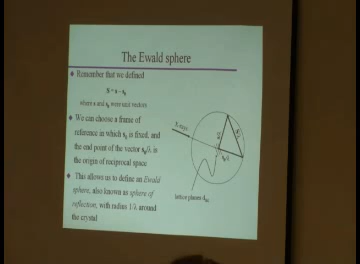 The Ewald sphere
Remember that we defined
S = s - s₀
where s and s₀ were unit vectors
We can choose a frame of
reference in which s₀ is fixed, and
the end point of the vector s₀/λ is
the origin of reciprocal space
This allows us to define an Ewald
sphere, also known as sphere of
reflection, with radius 1/λ around
the crystal
X-rays
s₀/λ
lattice planes